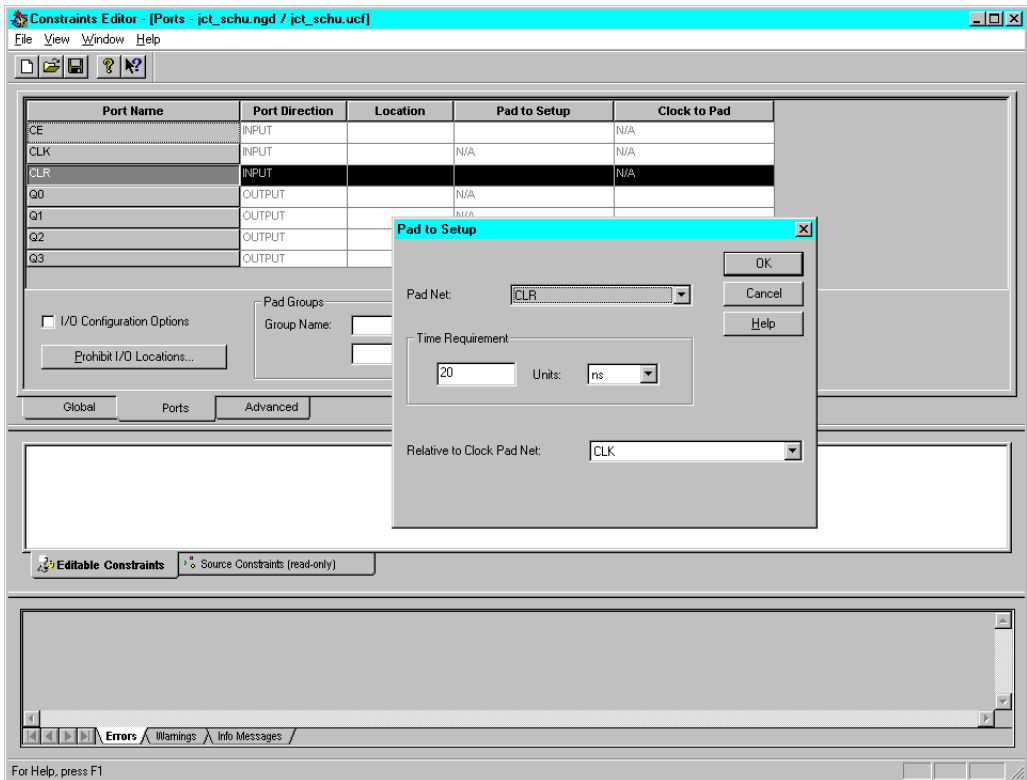 Constraints Editor - [Ports - jct_schu.ngd / jct_schu.ucf]
File View Window Help
Port Name Port Direction Location Pad to Setup Clock to Pad
CE INPUT N/A
CLK INPUT N/A N/A
CLR INPUT N/A
Q0 OUTPUT N/A
Q1 OUTPUT N/A
Q2 OUTPUT
Q3 OUTPUT
I/O Configuration Options
Prohibit I/O Locations...
Pad Groups
Group Name:
Pad to Setup
OK
Pad Net: CLR Cancel
Help
Time Requirement
20 Units: ns
Relative to Clock Pad Net: CLK
Global Ports Advanced
Editable Constraints Source Constraints (read-only)
Errors Warnings Info Messages
For Help, press F1